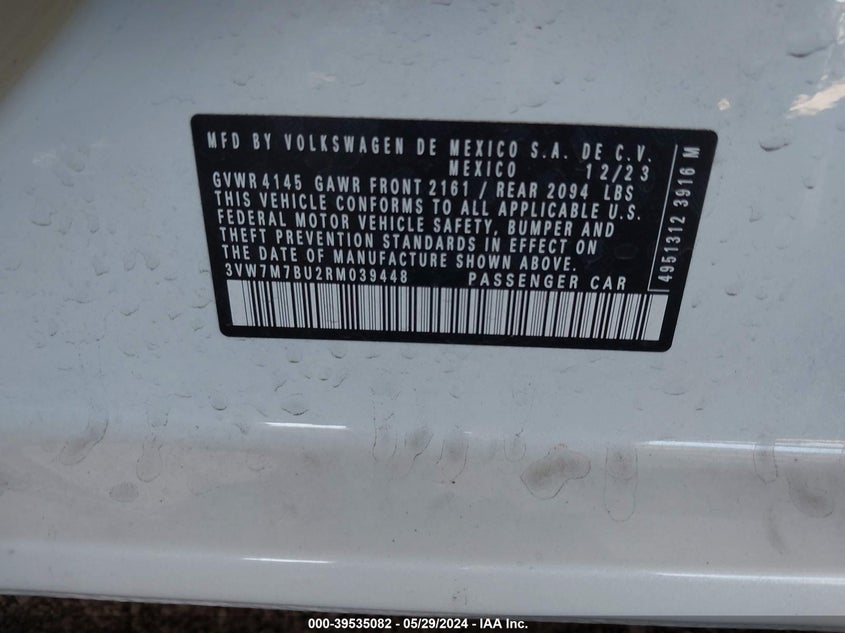 MFD BY VOLKSWAGEN DE MEXICO S.A. DE C.V.
MEXICO 12/23
GVWR 4145 GAWR FRONT 2161 / REAR 2094 LBS
THIS VEHICLE CONFORMS TO ALL APPLICABLE U.S.
FEDERAL MOTOR VEHICLE SAFETY, BUMPER AND
THEFT PREVENTION STANDARDS IN EFFECT ON
THE DATE OF MANUFACTURE SHOWN ABOVE.
3VW7M7BU2RM039448 PASSENGER CAR
4951312 3916 M
000-39535082 - 05/29/2024 - IAA Inc.